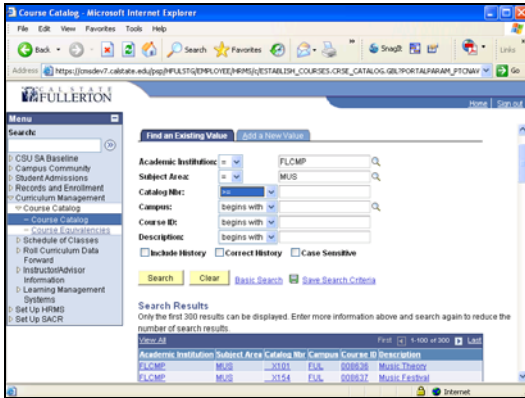 Course Catalog - Microsoft Internet Explorer
File Edit View Favorites Tools Help
Back Search Favorites SnagIt Links
Address https://cmsdev7.calstate.edu/psp/HFULSTG/EMPLOYEE/HRMS/c/ESTABLISH_COURSES.CRSE_CATALOG.GBL?PORTALPARAM_PTCNAV Go
CAL STATE
FULLERTON
Home Sign out
Menu
Search:
CSU SA Baseline
Campus Community
Student Admissions
Records and Enrollment
Curriculum Management
Course Catalog
– Course Catalog
– Course Equivalencies
Schedule of Classes
Roll Curriculum Data
Forward
Instructor/Advisor
Information
Learning Management
Systems
Set Up HRMS
Set Up SACR
Find an Existing Value Add a New Value
Academic Institution: = FLCMP
Subject Area: = MUS
Catalog Nbr: >=
Campus: begins with
Course ID: begins with
Description: begins with
Include History Correct History Case Sensitive
Search Clear Basic Search Save Search Criteria
Search Results
Only the first 300 results can be displayed. Enter more information above and search again to reduce the
number of search results.
View All First 1-100 of 300 Last
Academic Institution Subject Area Catalog Nbr Campus Course ID Description
FLCMP MUS X101 FUL 008636 Music Theory
FLCMP MUS X154 FUL 008637 Music Festival
Internet